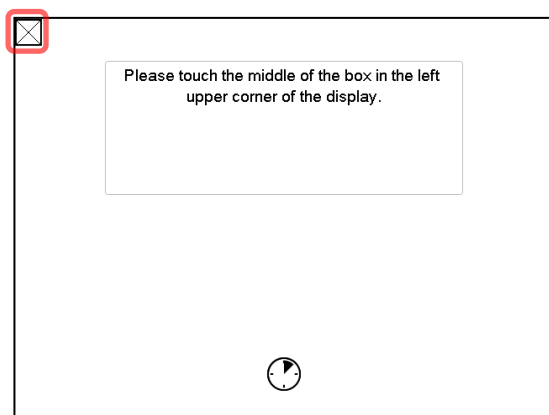 Please touch the middle of the box in the left
upper corner of the display.